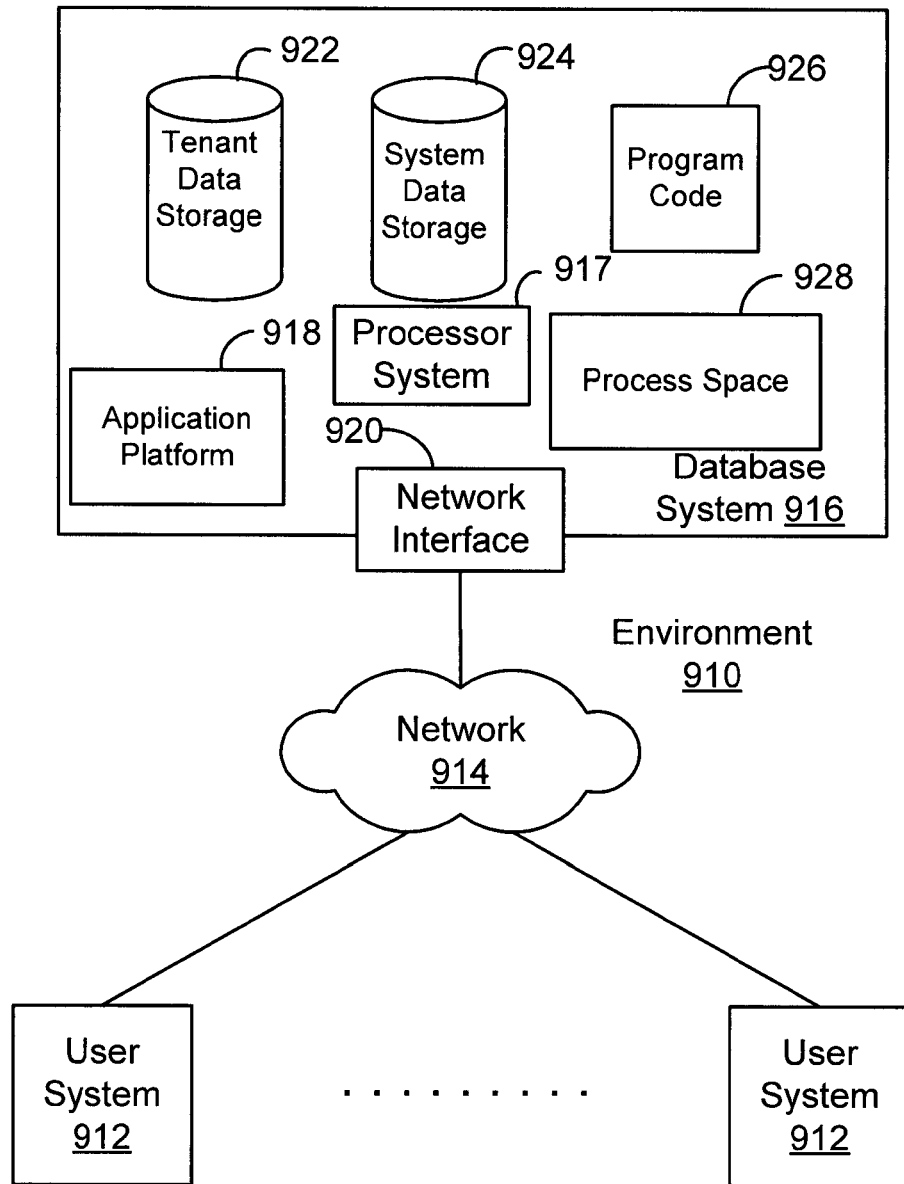 922
924
926
Tenant
Data
Storage
System
Data
Storage
Program
Code
917
928
918
Processor
System
Process Space
Application
Platform
920
Database
System 916
Network
Interface
Environment
910
Network
914
User
System
912
User
System
912